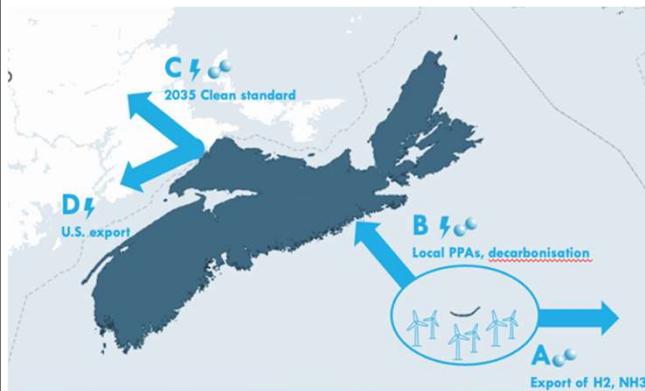 C
2035 Clean standard
D
U.S. export
B
Local PPAs, decarbonisation
A
Export of H2, NH3